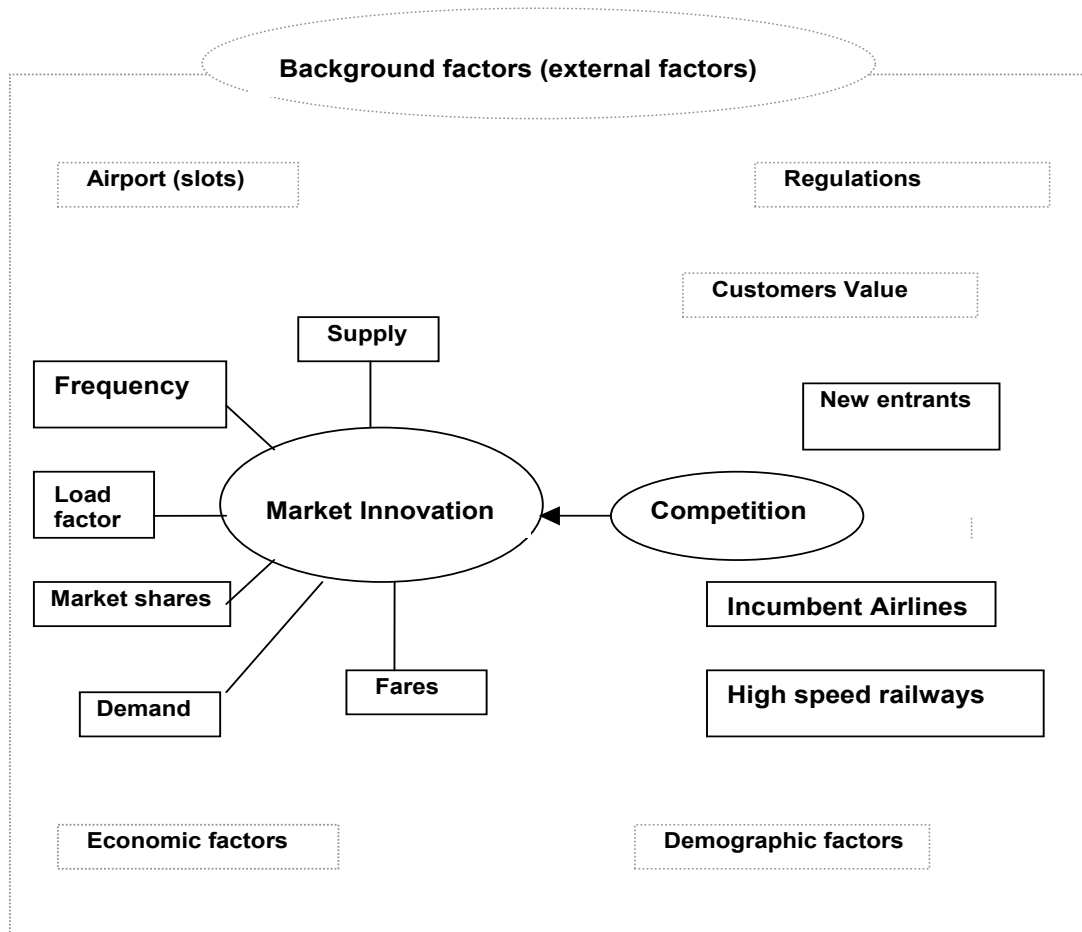 Background factors (external factors)
Airport (slots)
Regulations
Customers Value
Supply
Frequency
New entrants
Load
factor
Market Innovation
Competition
Market shares
Incumbent Airlines
Fares
High speed railways
Demand
Economic factors
Demographic factors